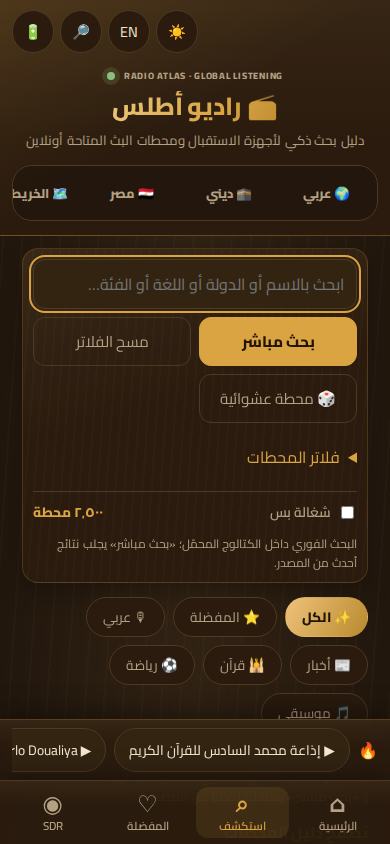 EN
RADIO ATLAS · GLOBAL LISTENING
راديو أطلس
دليل بحث ذكي لأجهزة الاستقبال ومحطات البث المتاحة أونلاين
عربي
ديني
مصر
ابحث بالاسم أو الدولة أو اللغة أو الفئة...
بحث مباشر
مسح الفلاتر
محطة عشوائية
فلاتر المحطات
شغالة بس
٢,٥٠٠ محطة
البحث الفوري داخل الكتالوج المحمّل؛ «بحث مباشر» يجلب نتائج
أحدث من المصدر.
الكل
المفضلة
عربي
أخبار
قرآن
رياضة
موسيقى
إذاعة محمد السادس للقرآن الكريم
Doualiya
الرئيسية
استكشف
المفضلة
SDR